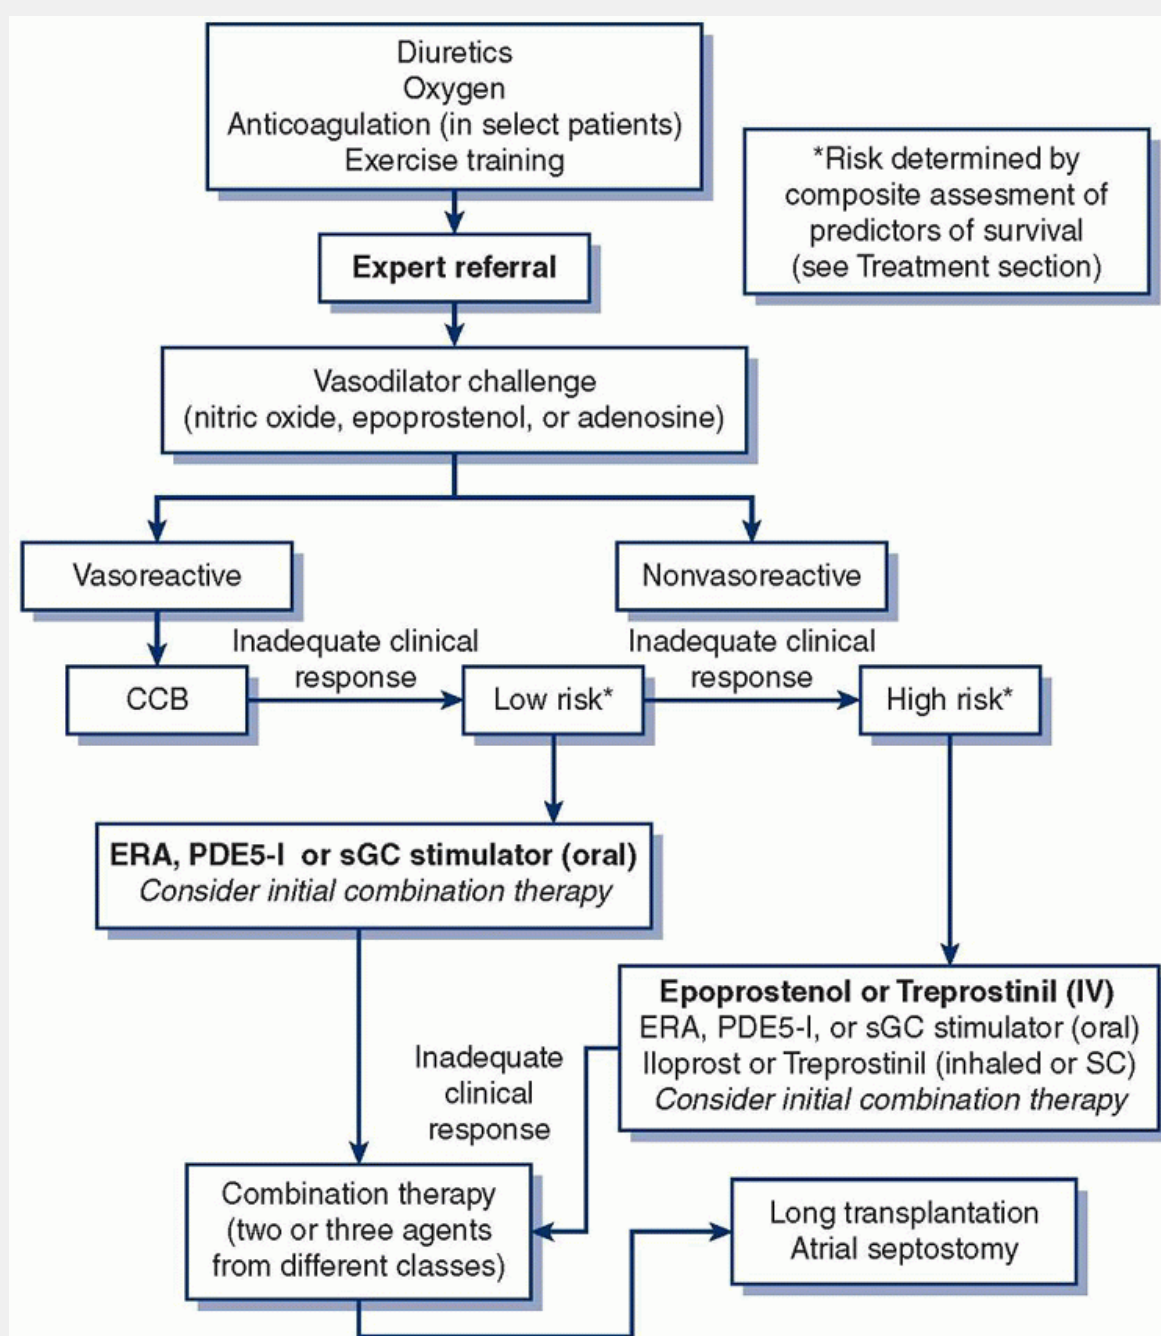 Diuretics
Oxygen
Anticoagulation (in select patients)
Exercise training
*Risk determined by
composite assesment of
predictors of survival
(see Treatment section)
Expert referral
Vasodilator challenge
(nitric oxide, epoprostenol, or adenosine)
Vasoreactive
Nonvasoreactive
Inadequate clinical
response
Inadequate clinical
response
CCB
Low risk*
High risk*
ERA, PDE5-I or sGC stimulator (oral)
Consider initial combination therapy
Epoprostenol or Treprostinil (IV)
ERA, PDE5-I, or sGC stimulator (oral)
Iloprost or Treprostinil (inhaled or SC)
Consider initial combination therapy
Inadequate
clinical
response
Combination therapy
(two or three agents
from different classes)
Long transplantation
Atrial septostomy